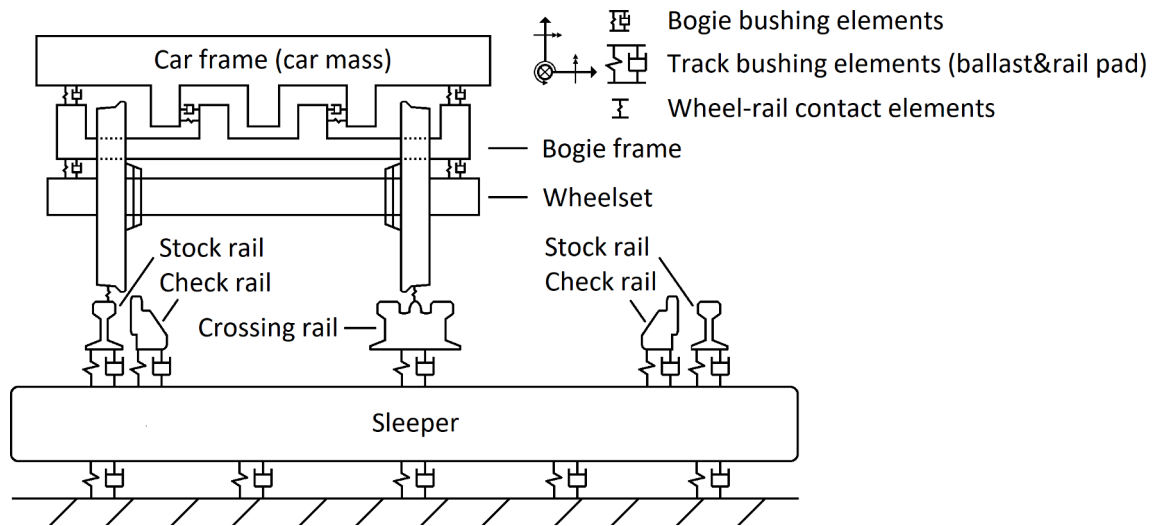 Car frame (car mass)
Bogie bushing elements
Track bushing elements (ballast&rail pad)
Wheel-rail contact elements
Bogie frame
Wheelset
Stock rail
Check rail
Crossing rail
Stock rail
Check rail
Sleeper